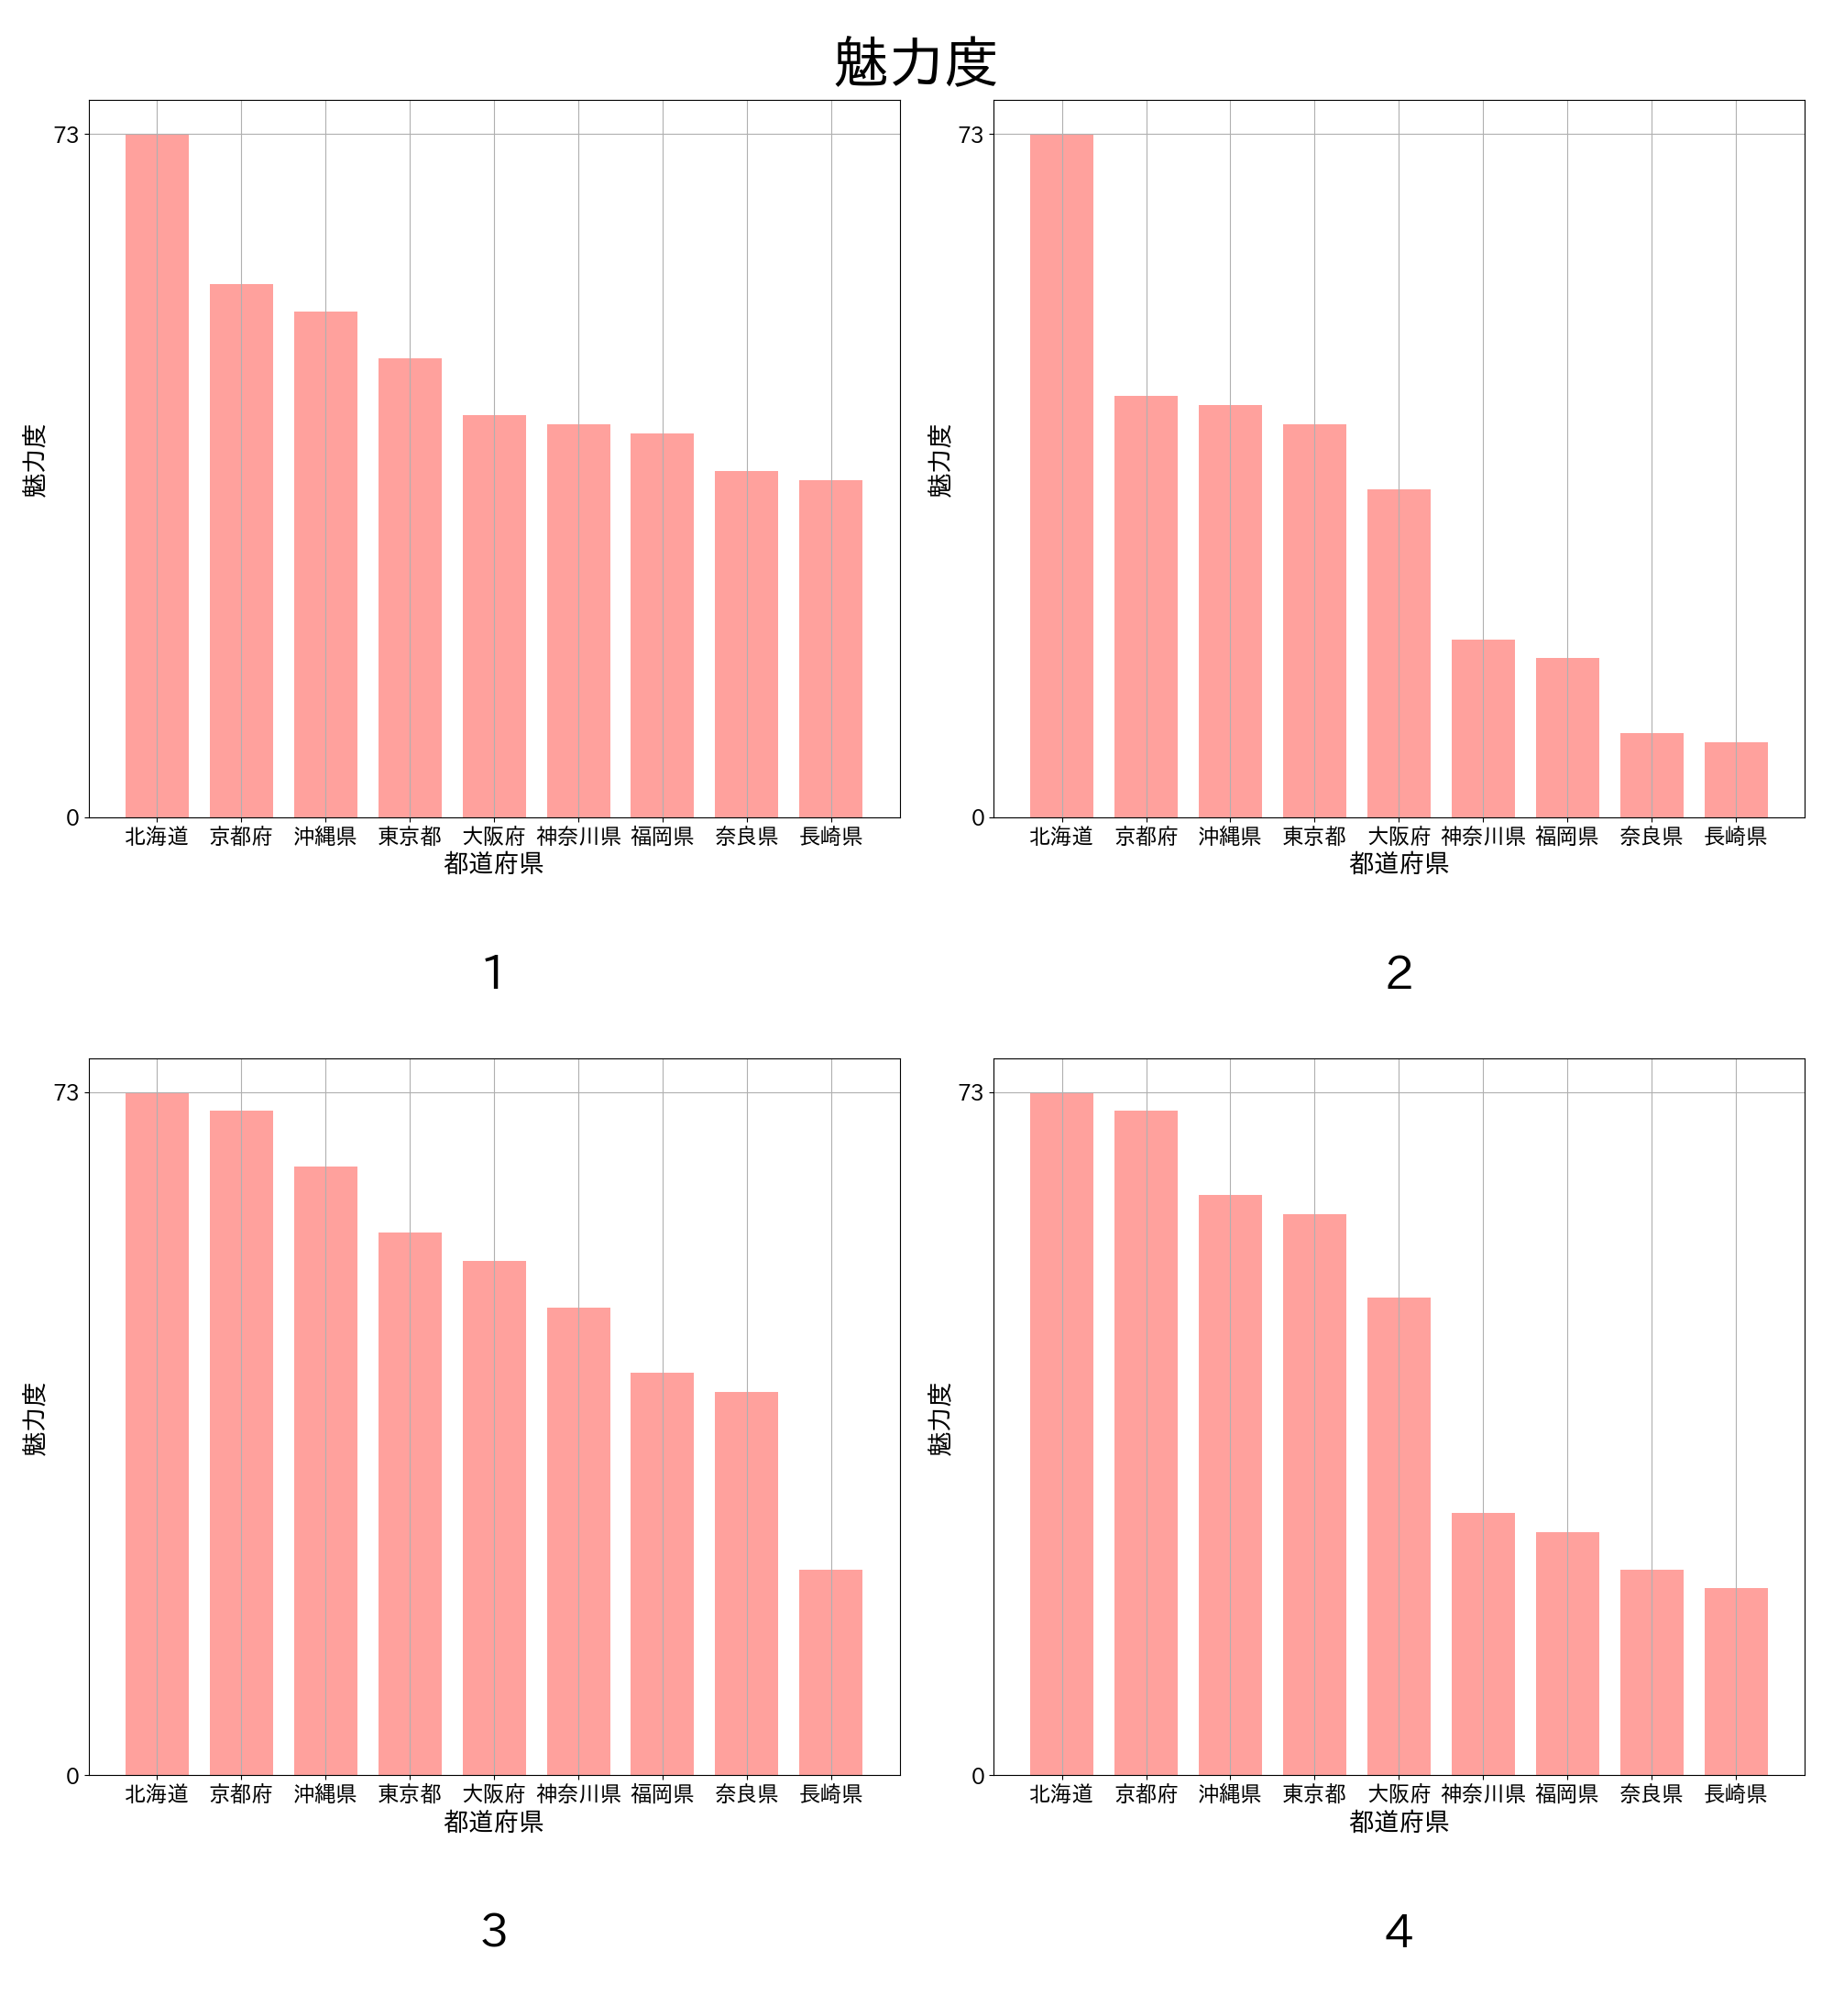 魅力度
73
0
魅力度
北海道 京都府 沖縄県 東京都 大阪府 神奈川県 福岡県 奈良県 長崎県
都道府県
1
73
0
魅力度
北海道 京都府 沖縄県 東京都 大阪府 神奈川県 福岡県 奈良県 長崎県
都道府県
2
73
0
魅力度
北海道 京都府 沖縄県 東京都 大阪府 神奈川県 福岡県 奈良県 長崎県
都道府県
3
73
0
魅力度
北海道 京都府 沖縄県 東京都 大阪府 神奈川県 福岡県 奈良県 長崎県
都道府県
4